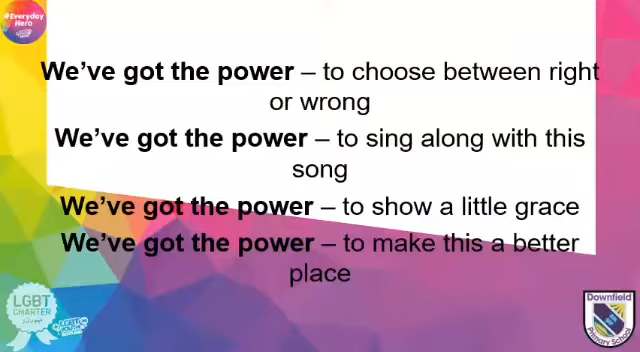 #Everyday
Hero
We've got the power – to choose between right
or wrong
We've got the power – to sing along with this
song
We've got the power – to show a little grace
We've got the power – to make this a better
place
LGBT
CHARTER
LGBT
Downfield
Primary School